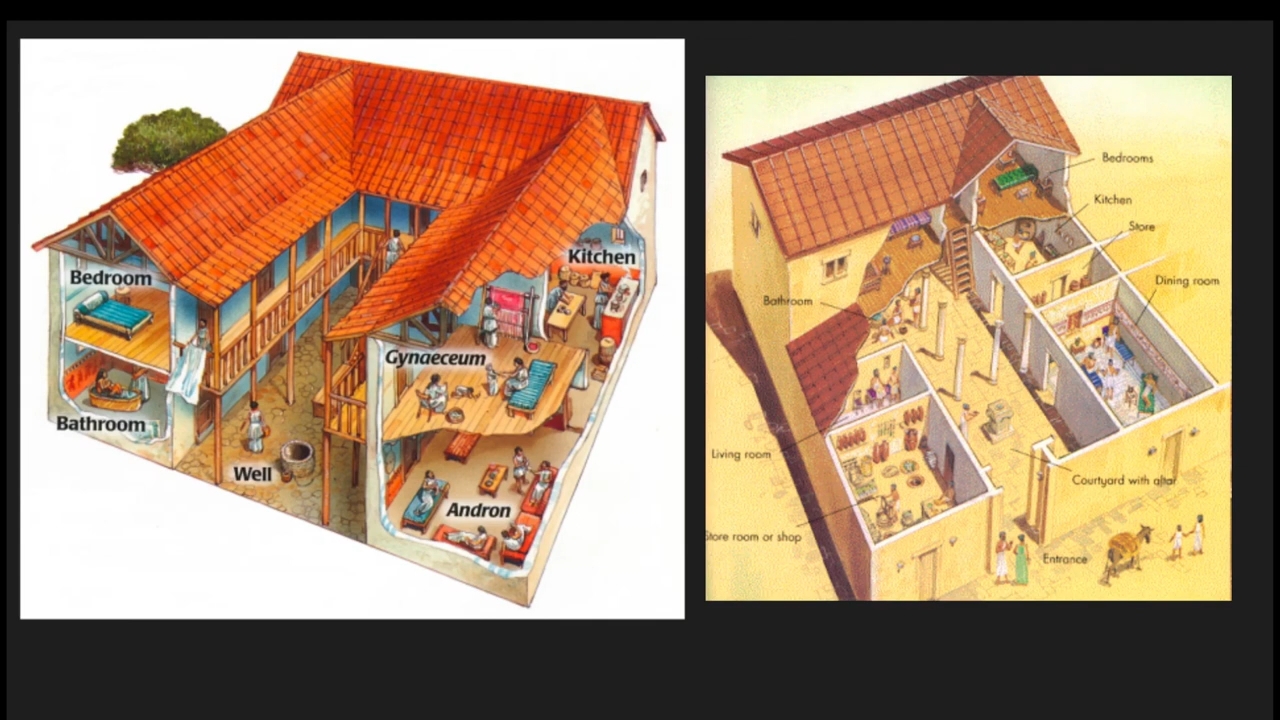 Bedroom
Kitchen
Gynaeceum
Bathroom
Well
Andron
Bedrooms
Kitchen
Store
Dining room
Bathroom
Living room
Courtyard with altar
Store room or shop
Entrance